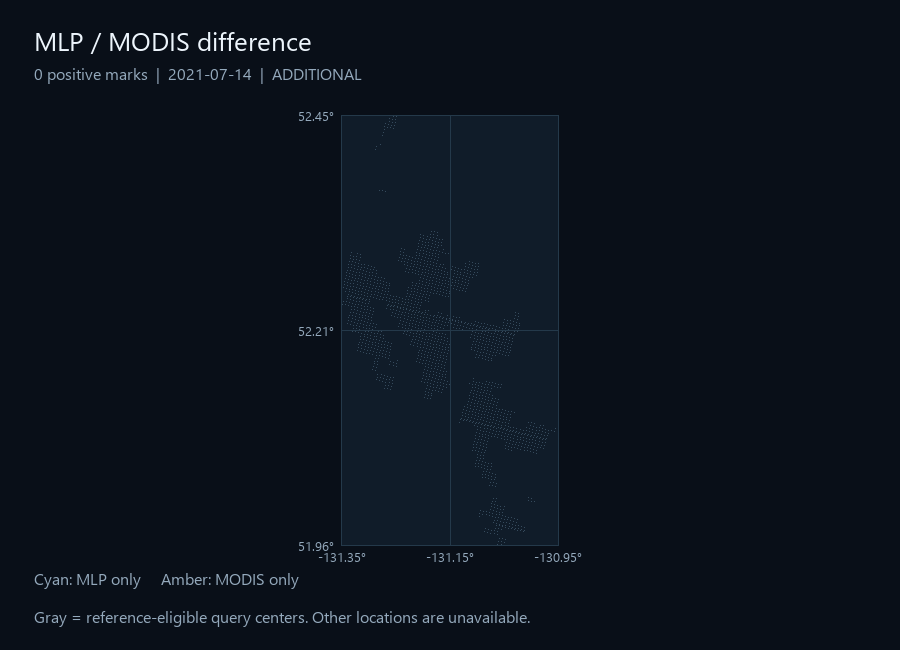 MLP / MODIS difference
0 positive marks | 2021-07-14 | ADDITIONAL
52.45°
52.21°
51.96°
-131.35° -131.15° -130.95°
Cyan: MLP only Amber: MODIS only
Gray = reference-eligible query centers. Other locations are unavailable.